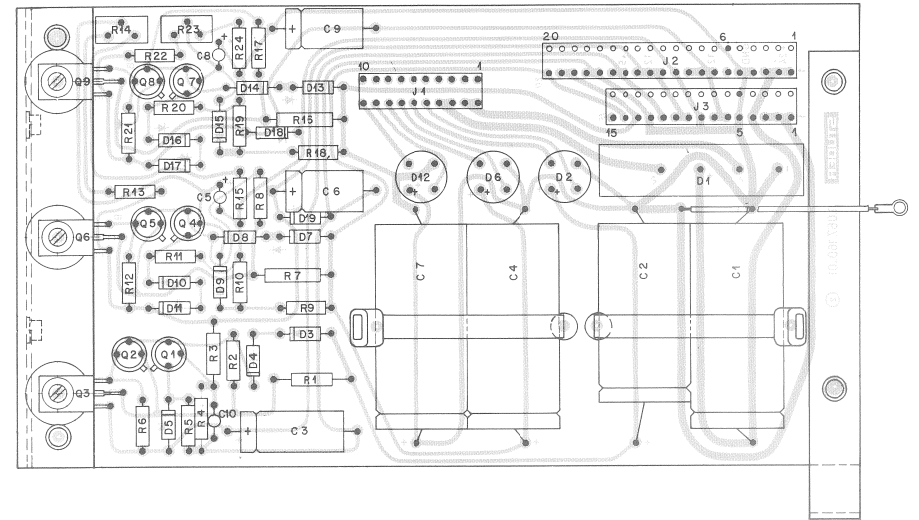 R14
R23
C8
+
R24
R17
+ C9
20
6
1
J2
R22
Q9
Q8
Q7
D14
D13
10
1
J1
R20
R21
D15
R19
R16
D18
J3
15
5
1
D16
D17
R18
D12
+
D6
+
D2
+
D1
R13
C5
+
R15
R8
+ C6
STUDER
Q6
Q5
Q4
D19
D8
D7
R11
R12
D10
D9
R10
R7
C7
C4
C2
C1
D11
R9
D3
Q2
Q1
R3
R2
D4
R1
Q3
R6
D5
R5
R4
C10
+
+ C3